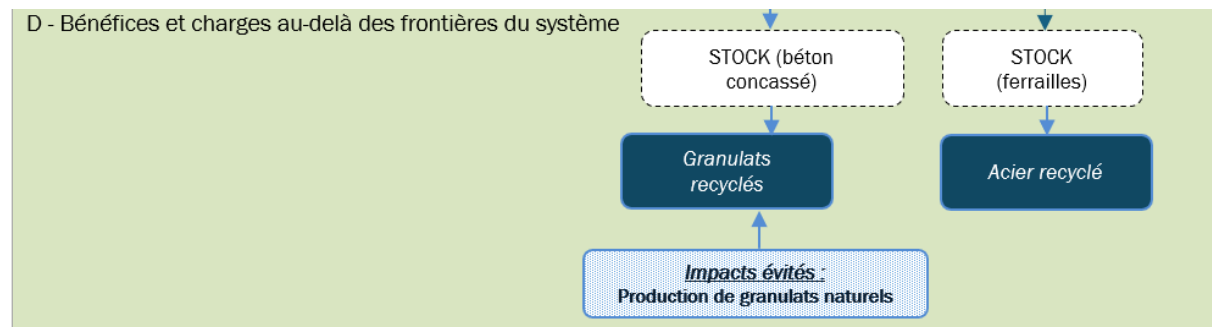 D - Bénéfices et charges au-delà des frontières du système
STOCK (béton
concassé)
STOCK
(ferrailles)
Granulats
recyclés
Acier recyclé
Impacts évités :
Production de granulats naturels